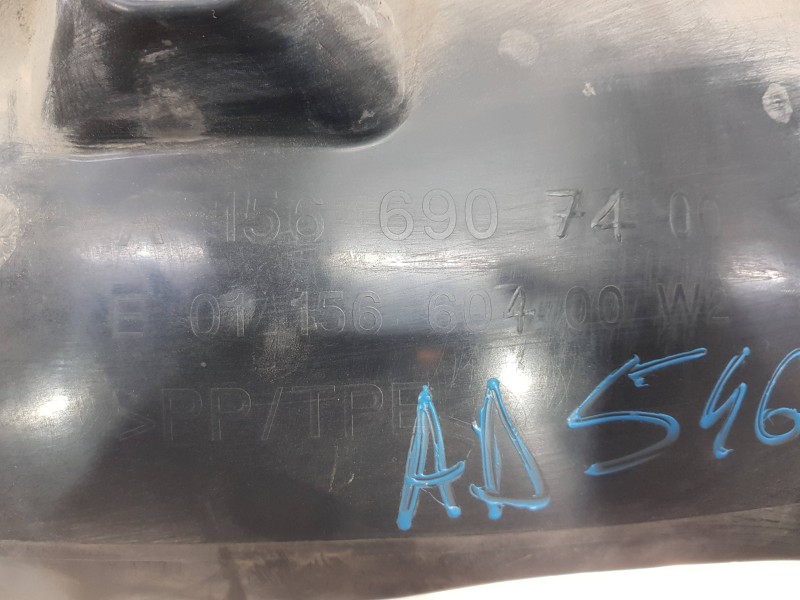 A 156 690 74 00
E 01/156 604 00 W2
>PP/TPE<
AD 546